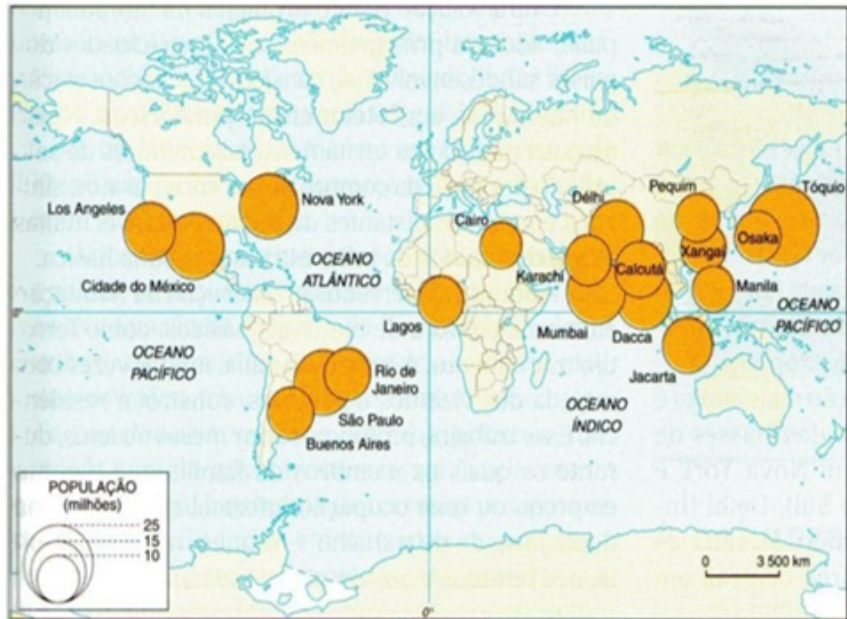 Los Angeles
Nova York
Cidade do México
OCEANO
ATLÂNTICO
Cairo
Délhi
Pequim
Tóquio
Karachi
Calcutá
Xangai
Osaka
Lagos
Mumbai
Dacca
Manila
OCEANO
PACÍFICO
Jacarta
0°
OCEANO
PACÍFICO
Rio de
Janeiro
São Paulo
Buenos Aires
OCEANO
ÍNDICO
POPULAÇÃO
(milhões)
25
15
10
0 3 500 km
0°